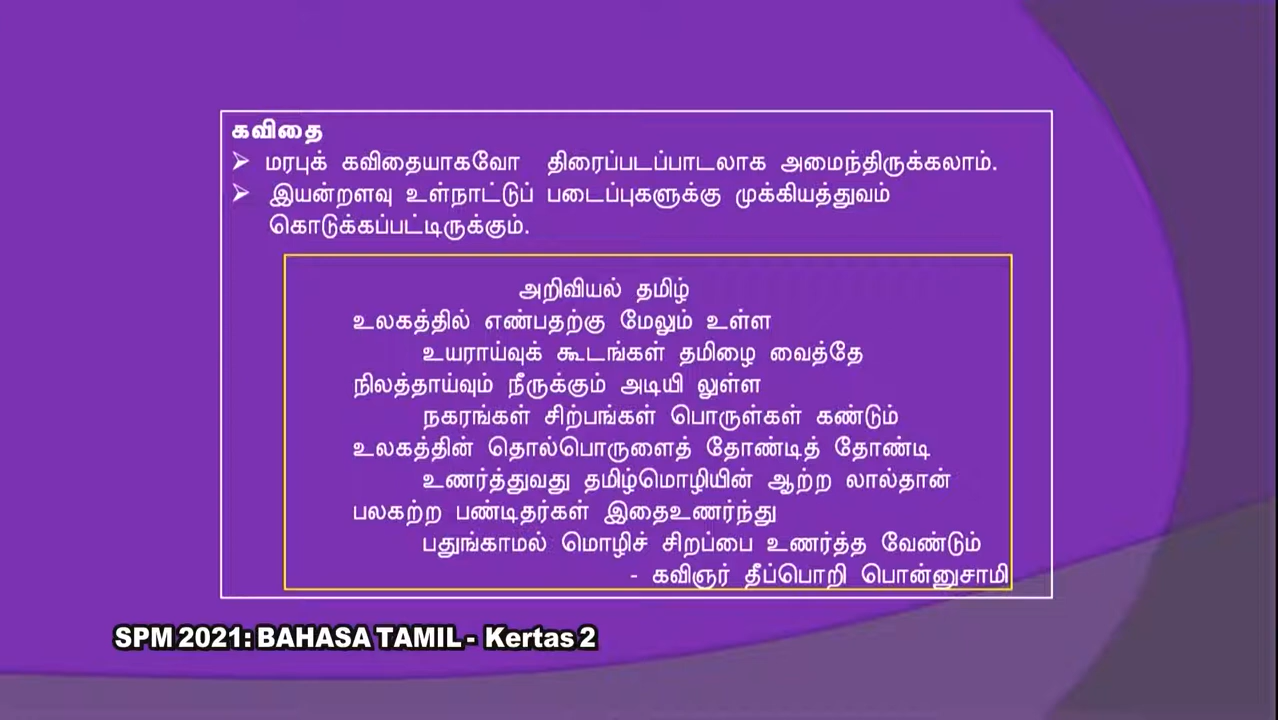 கவிதை
➢ மரபுக் கவிதையாகவோ திரைப்படப்பாடலாக அமைந்திருக்கலாம்.
➢ இயன்றளவு உள்நாட்டுப் படைப்புகளுக்கு முக்கியத்துவம்
கொடுக்கப்பட்டிருக்கும்.
அறிவியல் தமிழ்
உலகத்தில் எண்பதற்கு மேலும் உள்ள
உயராய்வுக் கூடங்கள் தமிழை வைத்தே
நிலத்தாய்வும் நீருக்கும் அடியி லுள்ள
நகரங்கள் சிற்பங்கள் பொருள்கள் கண்டும்
உலகத்தின் தொல்பொருளைத் தோண்டித் தோண்டி
உணர்த்துவது தமிழ்மொழியின் ஆற்ற லால்தான்
பலகற்ற பண்டிதர்கள் இதைஉணர்ந்து
பதுங்காமல் மொழிச் சிறப்பை உணர்த்த வேண்டும்
- கவிஞர் தீப்பொறி பொன்னுசாமி
SPM 2021: BAHASA TAMIL - Kertas 2